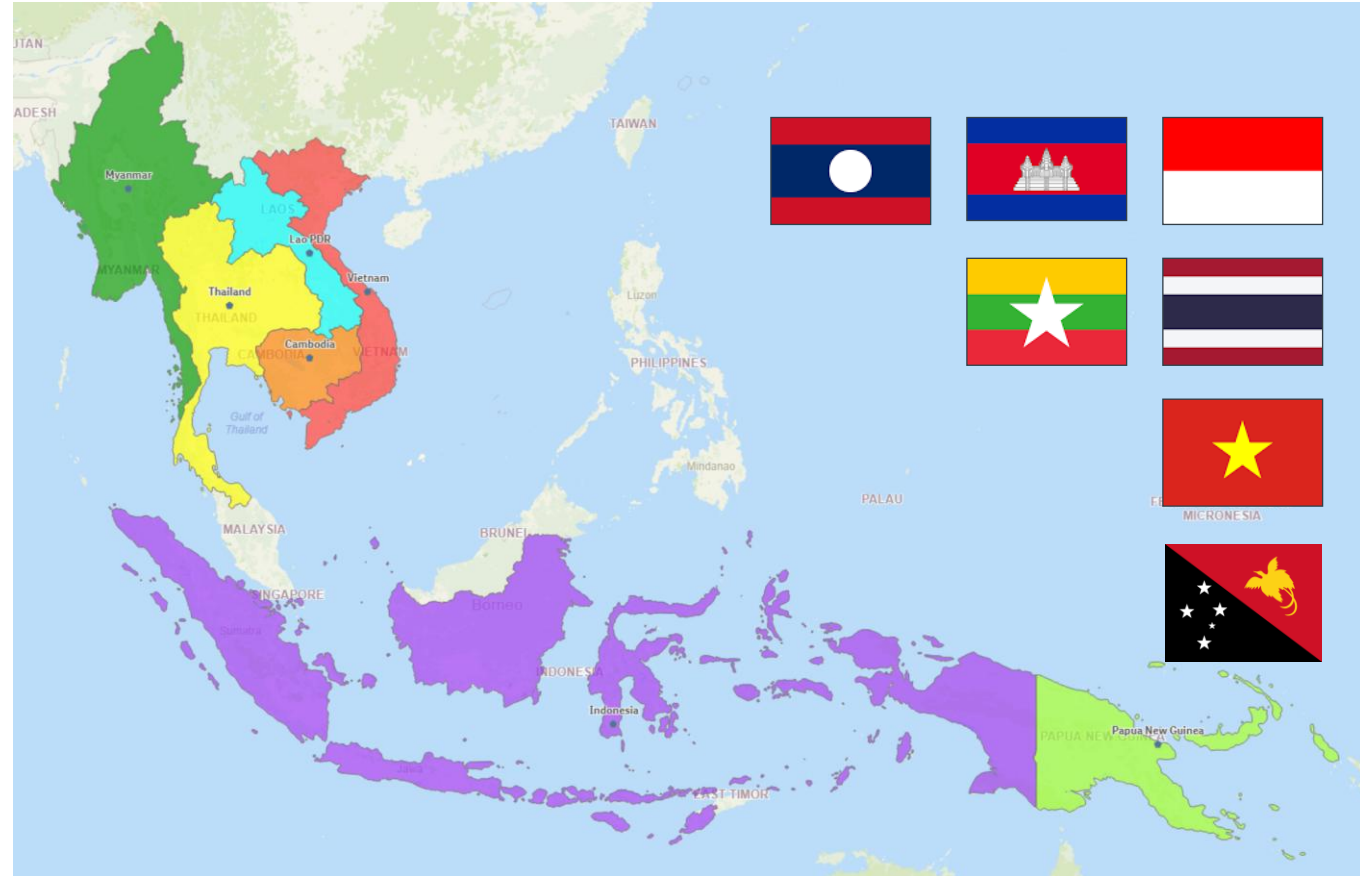 UTAN
ADESH
TAIWAN
Myanmar
LAOS
Lao PDR
MYANMAR
Vietnam
Thailand
THAILAND
Luzon
Cambodia
CAMBODIA
VIETNAM
PHILIPPINES
Gulf of
Thailand
Mindanao
PALAU
FE
MICRONESIA
MALAYSIA
BRUNEI
SINGAPORE
Borneo
Sumatra
INDONESIA
Indonesia
Papua New Guinea
PAPUA NEW GUINEA
Java
EAST TIMOR